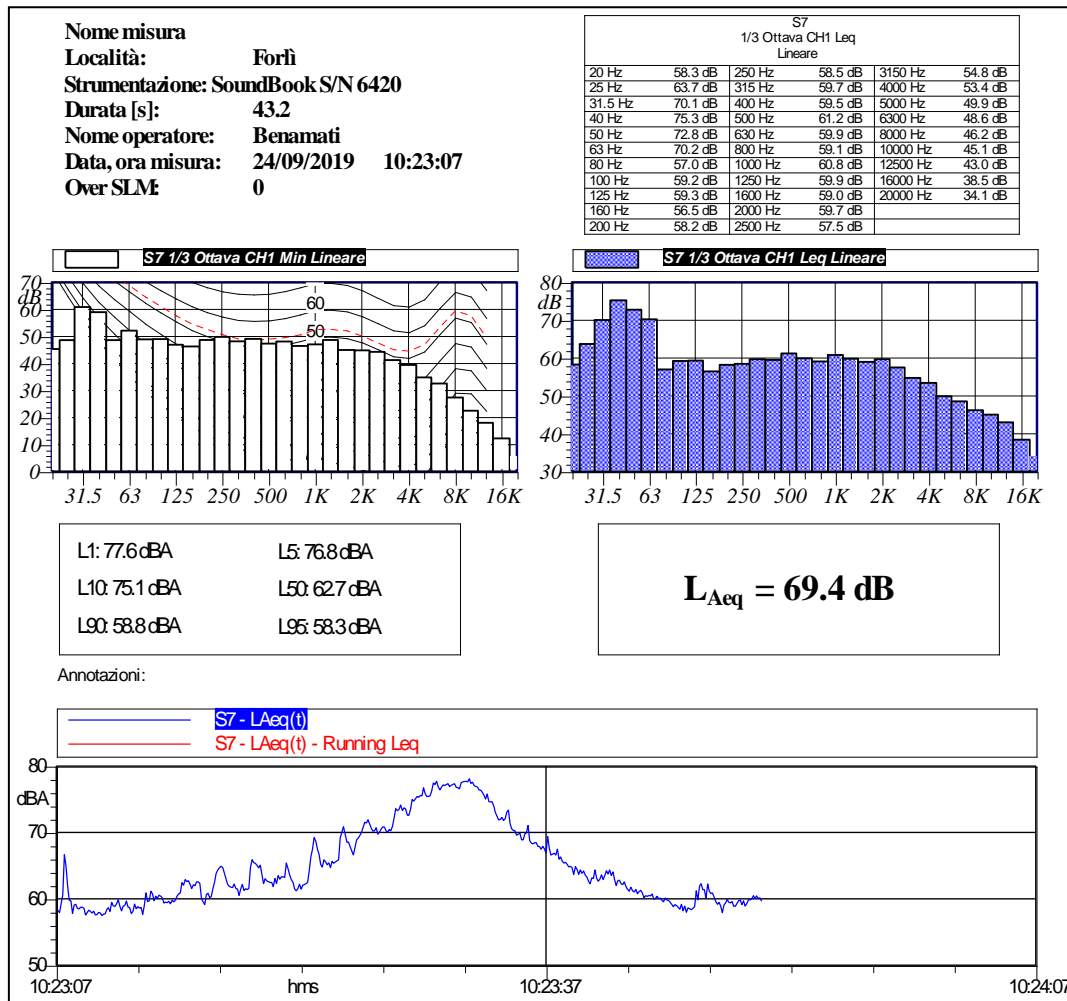 Nome misura
Località: Forlì
Strumentazione: SoundBook S/N 6420
Durata [s]: 43.2
Nome operatore: Benamati
Data, ora misura: 24/09/2019 10:23:07
Over SLM: 0
S7
1/3 Ottava CH1 Leq
Lineare
20 Hz 58.3 dB 250 Hz 58.5 dB 3150 Hz 54.8 dB
25 Hz 63.7 dB 315 Hz 59.7 dB 4000 Hz 53.4 dB
31.5 Hz 70.1 dB 400 Hz 59.5 dB 5000 Hz 49.9 dB
40 Hz 75.3 dB 500 Hz 61.2 dB 6300 Hz 48.6 dB
50 Hz 72.8 dB 630 Hz 59.9 dB 8000 Hz 46.2 dB
63 Hz 70.2 dB 800 Hz 59.1 dB 10000 Hz 45.1 dB
80 Hz 57.0 dB 1000 Hz 60.8 dB 12500 Hz 43.0 dB
100 Hz 59.2 dB 1250 Hz 59.9 dB 16000 Hz 38.5 dB
125 Hz 59.3 dB 1600 Hz 59.0 dB 20000 Hz 34.1 dB
160 Hz 56.5 dB 2000 Hz 59.7 dB
200 Hz 58.2 dB 2500 Hz 57.5 dB
S7 1/3 Ottava CH1 Min Lineare
70
dB
60
50
40
30
20
10
0
60
50
31.5 63 125 250 500 1K 2K 4K 8K 16K
S7 1/3 Ottava CH1 Leq Lineare
80
dB
70
60
50
40
30
31.5 63 125 250 500 1K 2K 4K 8K 16K
L1: 77.6 dBA L5: 76.8 dBA
L10: 75.1 dBA L50: 62.7 dBA
L90: 58.8 dBA L95: 58.3 dBA
LAeq = 69.4 dB
Annotazioni:
S7 - LAeq(t)
S7 - LAeq(t) - Running Leq
80
dBA
70
60
50
10:23:07 hms 10:23:37 10:24:07